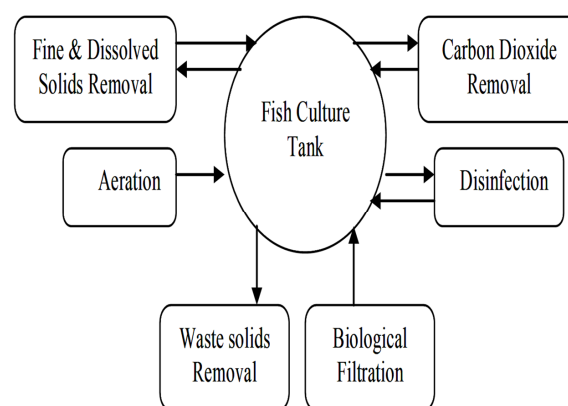 Fine & Dissolved
Solids Removal
Carbon Dioxide
Removal
Fish Culture
Tank
Aeration
Disinfection
Waste solids
Removal
Biological
Filtration